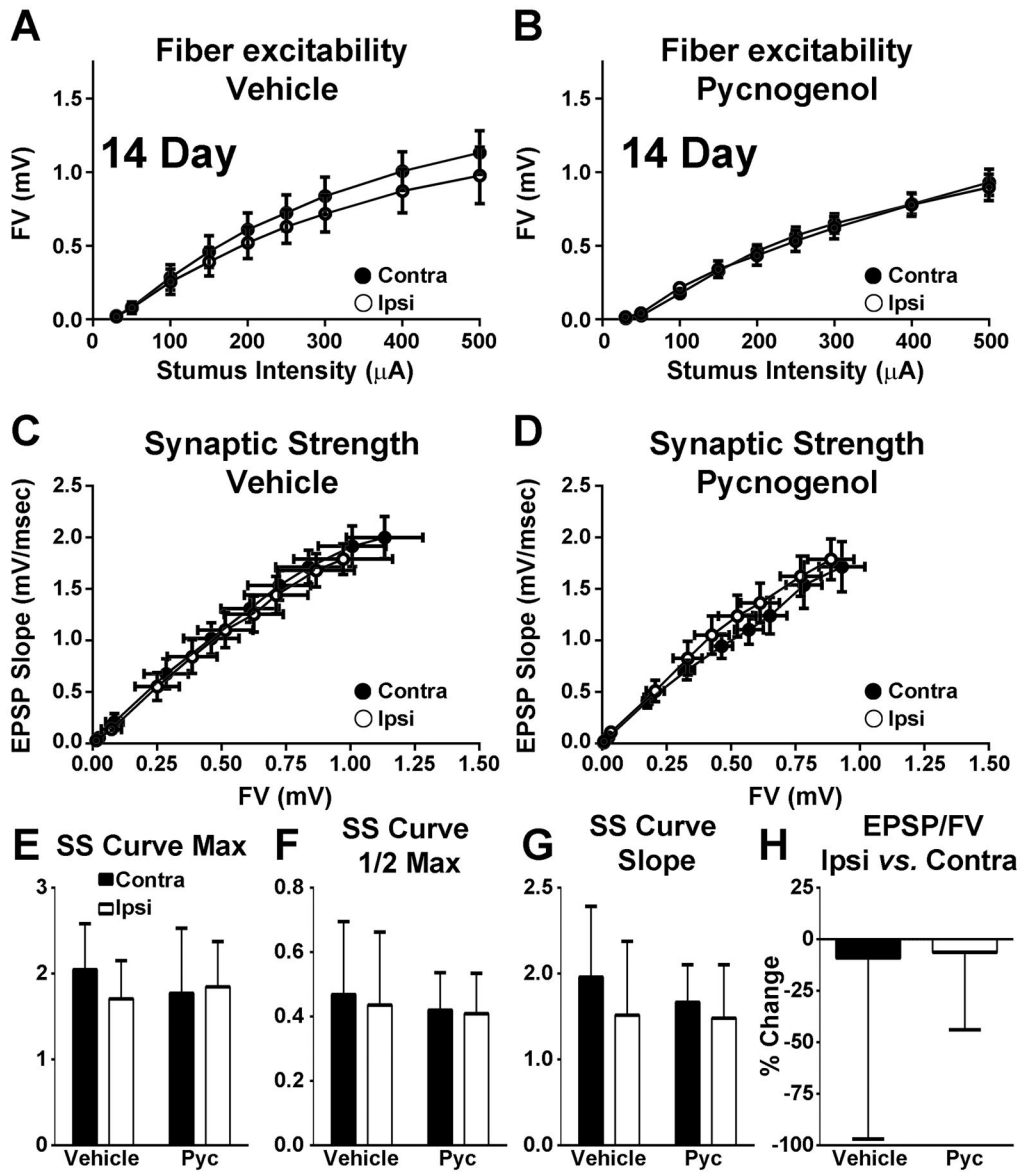 A
Fiber excitability
Vehicle
14 Day
FV (mV)
1.5
1.0
0.5
0.0
Contra
Ipsi
0 100 200 300 400 500
Stumus Intensity (μA)
B
Fiber excitability
Pycnogenol
14 Day
FV (mV)
1.5
1.0
0.5
0.0
Contra
Ipsi
0 100 200 300 400 500
Stumus Intensity (μA)
C
Synaptic Strength
Vehicle
EPSP Slope (mV/msec)
2.5
2.0
1.5
1.0
0.5
0.0
Contra
Ipsi
0.00 0.25 0.50 0.75 1.00 1.25 1.50
FV (mV)
D
Synaptic Strength
Pycnogenol
EPSP Slope (mV/msec)
2.5
2.0
1.5
1.0
0.5
0.0
Contra
Ipsi
0.00 0.25 0.50 0.75 1.00 1.25 1.50
FV (mV)
E
SS Curve Max
Contra
Ipsi
3
2
1
0
Vehicle Pyc
F
SS Curve
1/2 Max
0.8
0.6
0.4
0.2
0.0
Vehicle Pyc
G
SS Curve
Slope
2.0
1.0
0.0
Vehicle Pyc
H
EPSP/FV
Ipsi vs. Contra
% Change
25
0
-25
-50
-75
-100
Vehicle Pyc